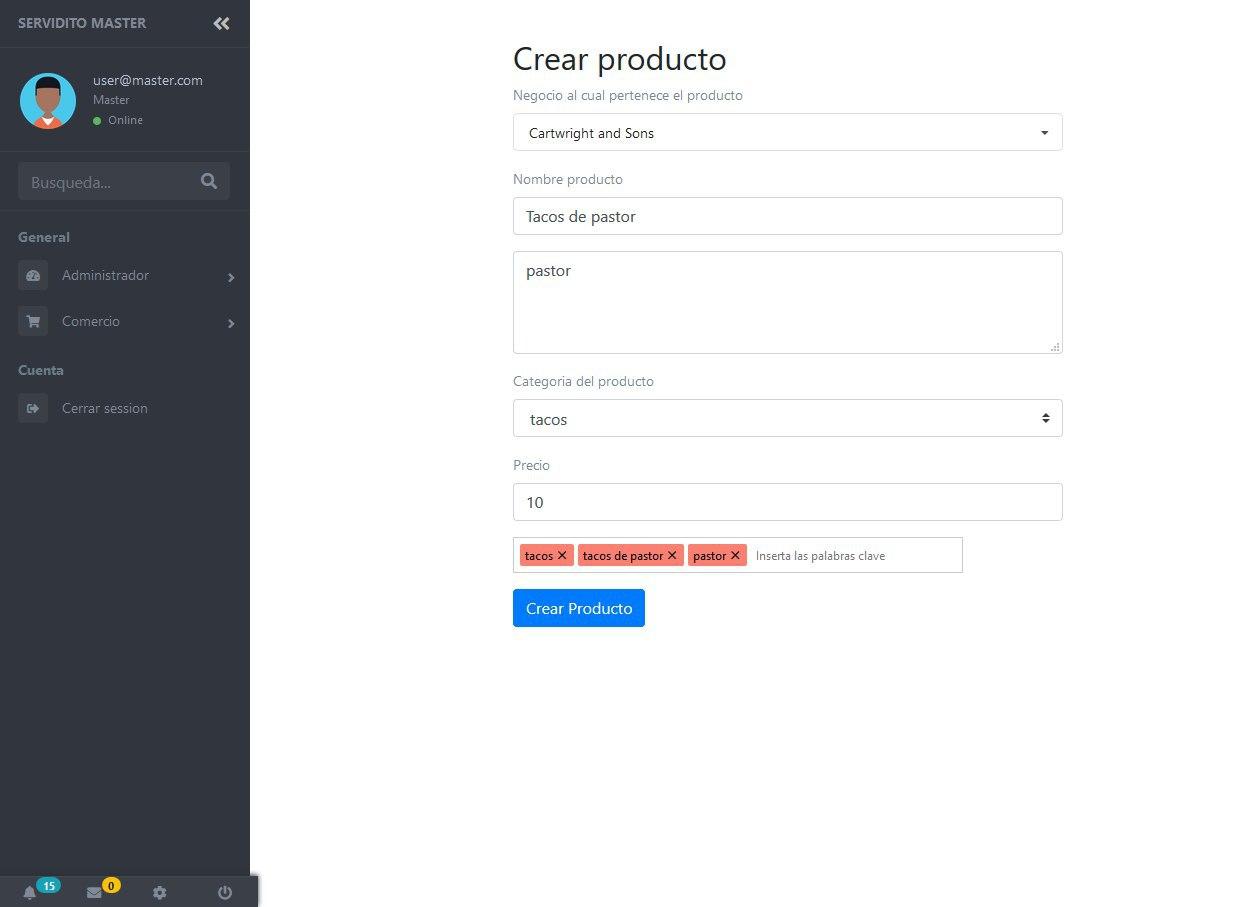 SERVIDITO MASTER
user@master.com
Master
Online
Busqueda...
General
Administrador
Comercio
Cuenta
Cerrar session
15
0
Crear producto
Negocio al cual pertenece el producto
Cartwright and Sons
Nombre producto
Tacos de pastor
pastor
Categoria del producto
tacos
Precio
10
tacos ✕ tacos de pastor ✕ pastor ✕ Inserta las palabras clave
Crear Producto